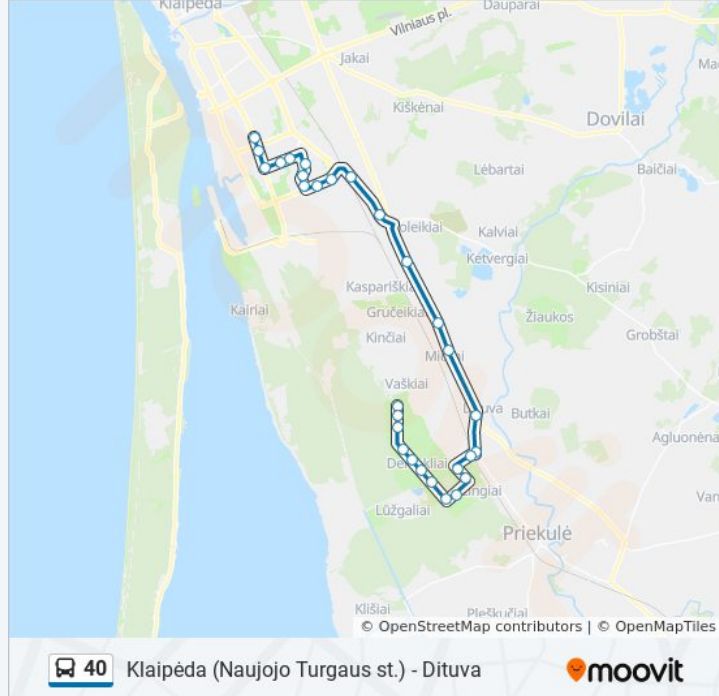 Klaipėda
Dauparai
Vilniaus pl.
Jakai
Kiškėnai
Dovilai
Lėbartai
Baičiai
Kalviai
Ketvergiai
Kisiniai
Kairiai
Gručeikiai
Žiaukos
Kinčiai
Grobštai
Vaškiai
Butkai
Agluonėna
Lūžgaliai
Priekulė
Klišiai
Pleškučiai
© OpenStreetMap contributors | © OpenMapTiles
40 Klaipėda (Naujojo Turgaus st.) - Dituva
moovit